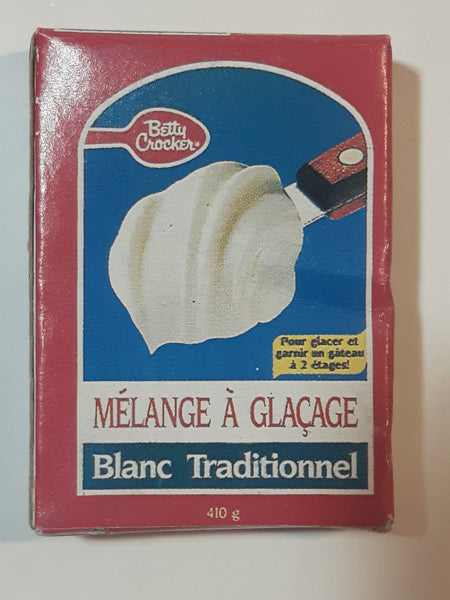 Betty
Crocker®
Pour glacer et
garnir un gâteau
à 2 étages!
MÉLANGE À GLAÇAGE
Blanc Traditionnel
410 g